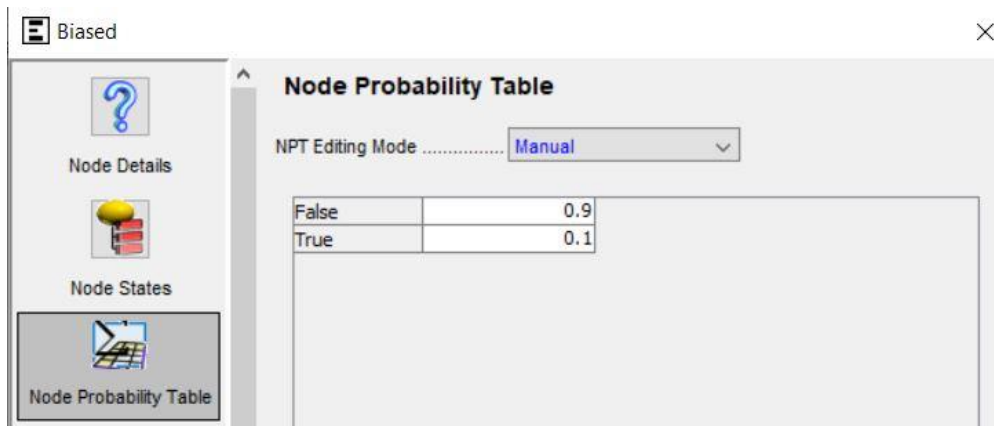 Biased
Node Details
Node States
Node Probability Table
Node Probability Table
NPT Editing Mode ................ Manual
False 0.9
True 0.1